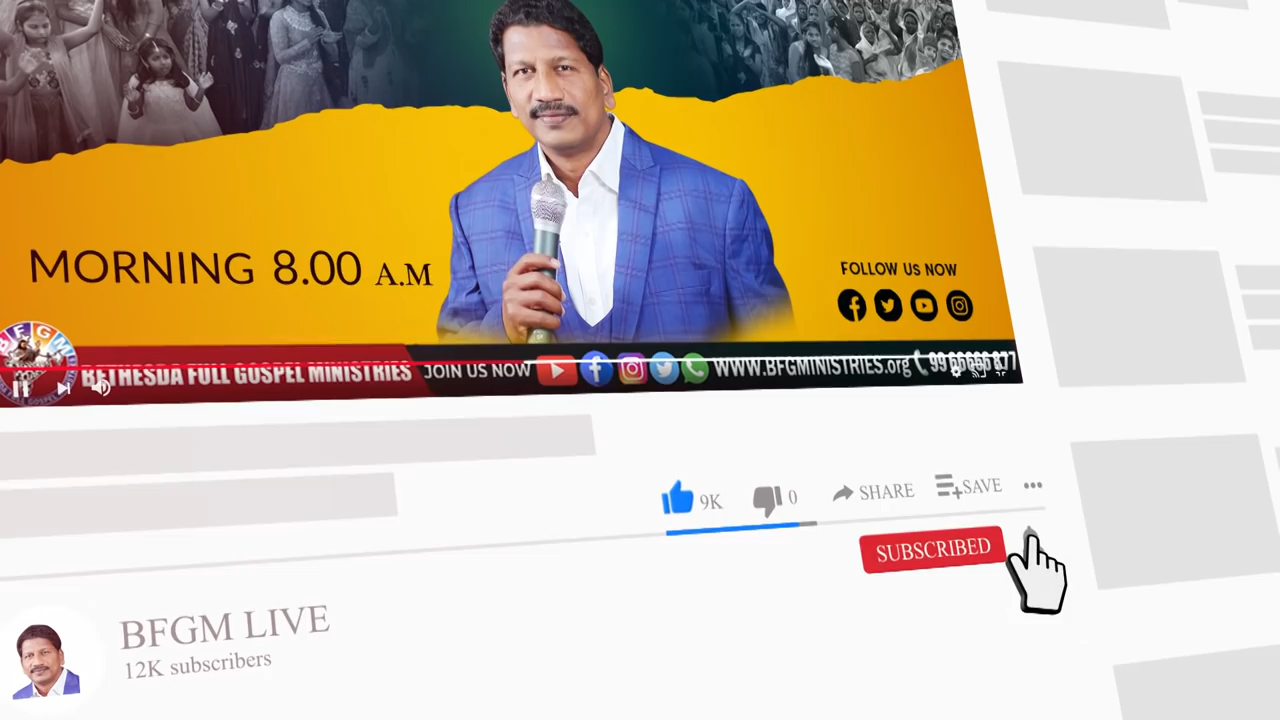 MORNING 8.00 A.M
FOLLOW US NOW
BFGM
BETHESDA FULL GOSPEL MINISTRIES JOIN US NOW WWW.BFGMINISTRIES.org
9K 0 SHARE SAVE
SUBSCRIBED
BFGM LIVE
12K subscribers